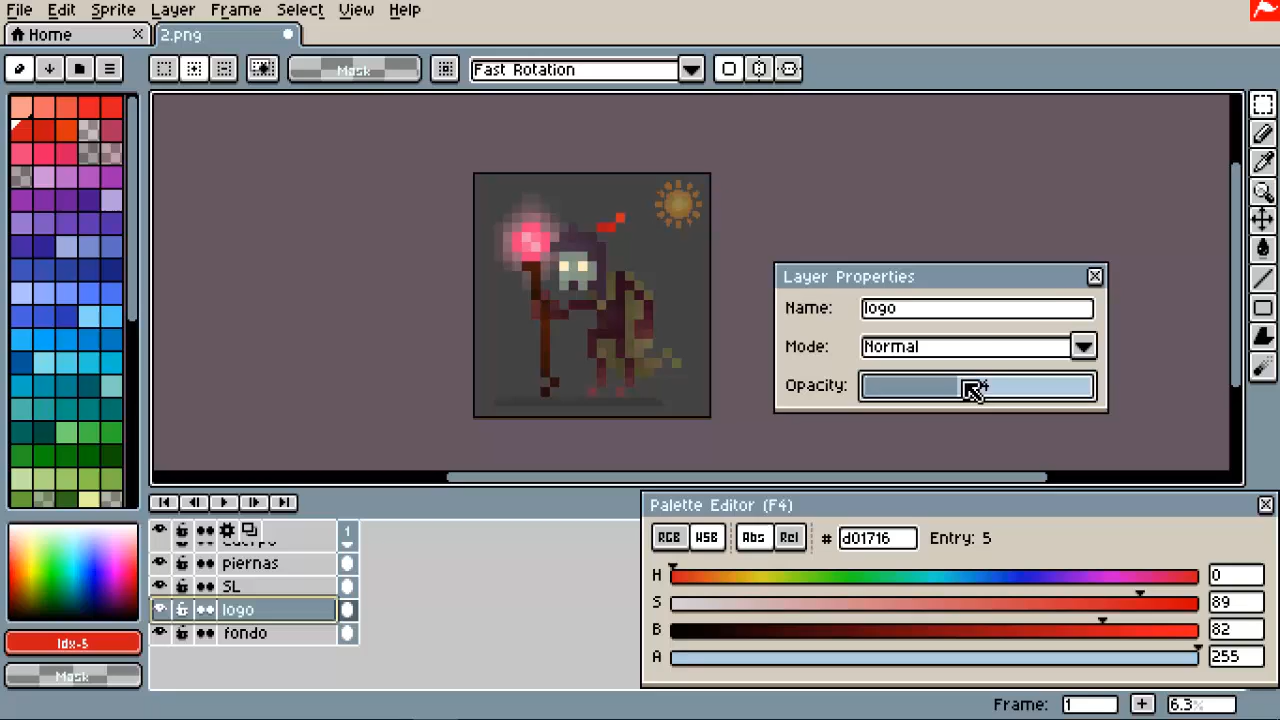 File Edit Sprite Layer Frame Select View Help
Home 2.png
Mask Fast Rotation
Layer Properties
Name: logo
Mode: Normal
Opacity:
1
piernas
SL
logo
fondo
Idx-5
Mask
Palette Editor (F4)
RGB HSB Abs Rel # d01716 Entry: 5
H 0
S 89
B 82
A 255
Frame: 1 + 6.3%